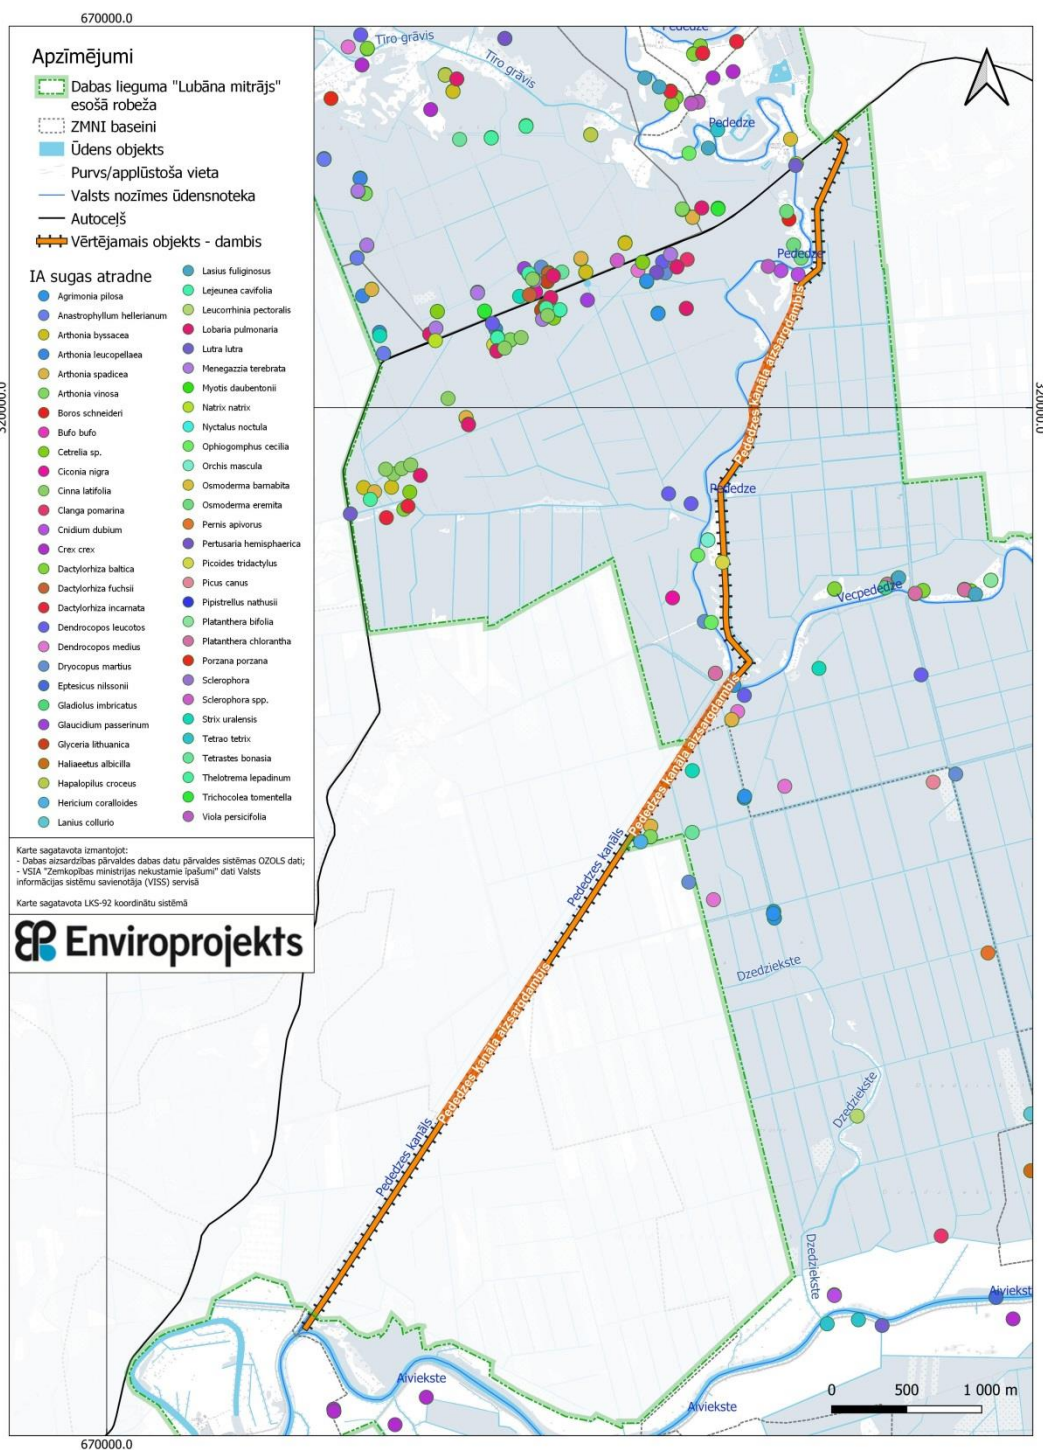 670000.0
Apzīmējumi
Dabas lieguma "Lubāna mitrājs"
esošā robeža
ZMNI baseini
Ūdens objekts
Purvs/applūstoša vieta
Valsts nozīmes ūdensnoteka
Autoceļš
Vērtējamais objekts - dambis
IA sugas atradne
Agrimonia pilosa
Anastrophyllum hellerianum
Arthonia byssacea
Arthonia leucopellaea
Arthonia spadicea
Arthonia vinosa
Boros schneideri
Bufo bufo
Cetrelia sp.
Ciconia nigra
Cinna latifolia
Clanga pomarina
Cnidium dubium
Crex crex
Dactylorhiza baltica
Dactylorhiza fuchsii
Dactylorhiza incarnata
Dendrocopos leucotos
Dendrocopos medius
Dryocopus martius
Eptesicus nilssonii
Gladiolus imbricatus
Glaucidium passerinum
Glyceria lithuanica
Haliaeetus albicilla
Hapalopilus croceus
Hericium coralloides
Lanius collurio
Lasius fuliginosus
Lejeunea cavifolia
Leucorrhinia pectoralis
Lobaria pulmonaria
Lutra lutra
Menegazzia terebrata
Myotis daubentonii
Natrix natrix
Nyctalus noctula
Ophiogomphus cecilia
Orchis mascula
Osmoderma barnabita
Osmoderma eremita
Pernis apivorus
Pertusaria hemisphaerica
Picoides tridactylus
Picus canus
Pipistrellus nathusii
Platanthera bifolia
Platanthera chlorantha
Porzana porzana
Sclerophora
Sclerophora spp.
Strix uralensis
Tetrao tetrix
Tetrastes bonasia
Thelotrema lepadinum
Trichocolea tomentella
Viola persicifolia
Karte sagatavota izmantojot:
- Dabas aizsardzības pārvaldes dabas datu pārvaldes sistēmas OZOLS dati;
- VSIA "Zemkopības ministrijas nekustamie īpašumi" dati Valsts
informācijas sistēmu savienotāja (VISS) servisā
Karte sagatavota LKS-92 koordinātu sistēmā
Enviroprojekts
Tīro grāvis
Tīro grāvis
Pededze
Pededze
Pededze
320000.0
320000.0
Pededzes kanāla aizsargdambis
Pededze
Vecpededze
Pededzes kanāla aizsargdambis
Pededzes kanāls
Dzedziekste
Pededzes kanāla aizsargdambis
Dzedziekste
Pededzes kanāls
Dzedziekste
Aiviekste
Aiviekste
Aiviekste
0 500 1 000 m
670000.0